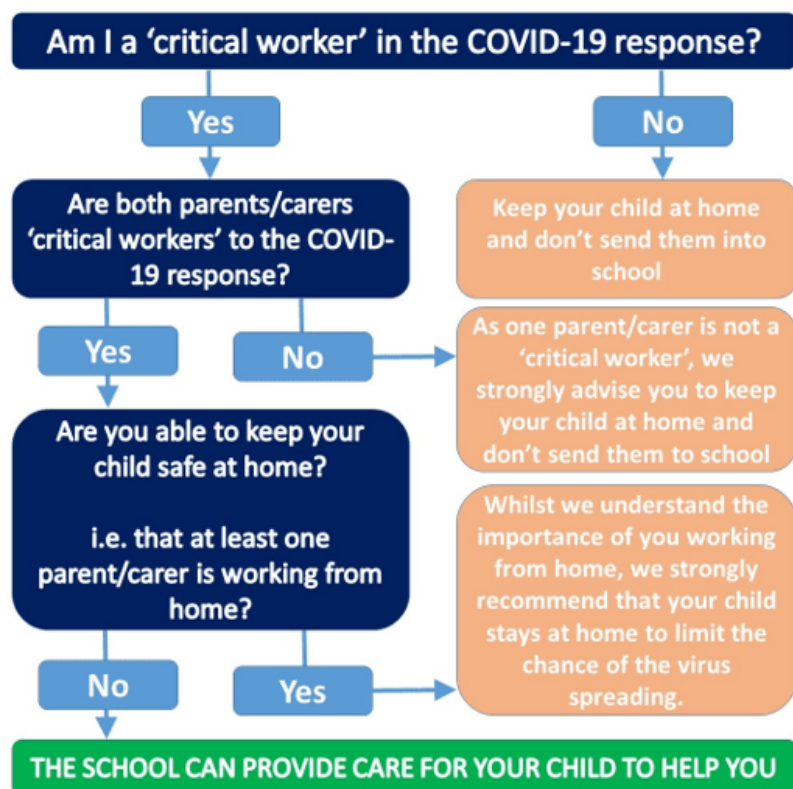 Am I a ‘critical worker’ in the COVID-19 response?
Yes
No
Are both parents/carers
‘critical workers’ to the COVID-
19 response?
Keep your child at home
and don’t send them into
school
Yes
No
As one parent/carer is not a
‘critical worker’, we
strongly advise you to keep
your child at home and
don’t send them to school
Are you able to keep your
child safe at home?
i.e. that at least one
parent/carer is working from
home?
Whilst we understand the
importance of you working
from home, we strongly
recommend that your child
stays at home to limit the
chance of the virus
spreading.
No
Yes
THE SCHOOL CAN PROVIDE CARE FOR YOUR CHILD TO HELP YOU